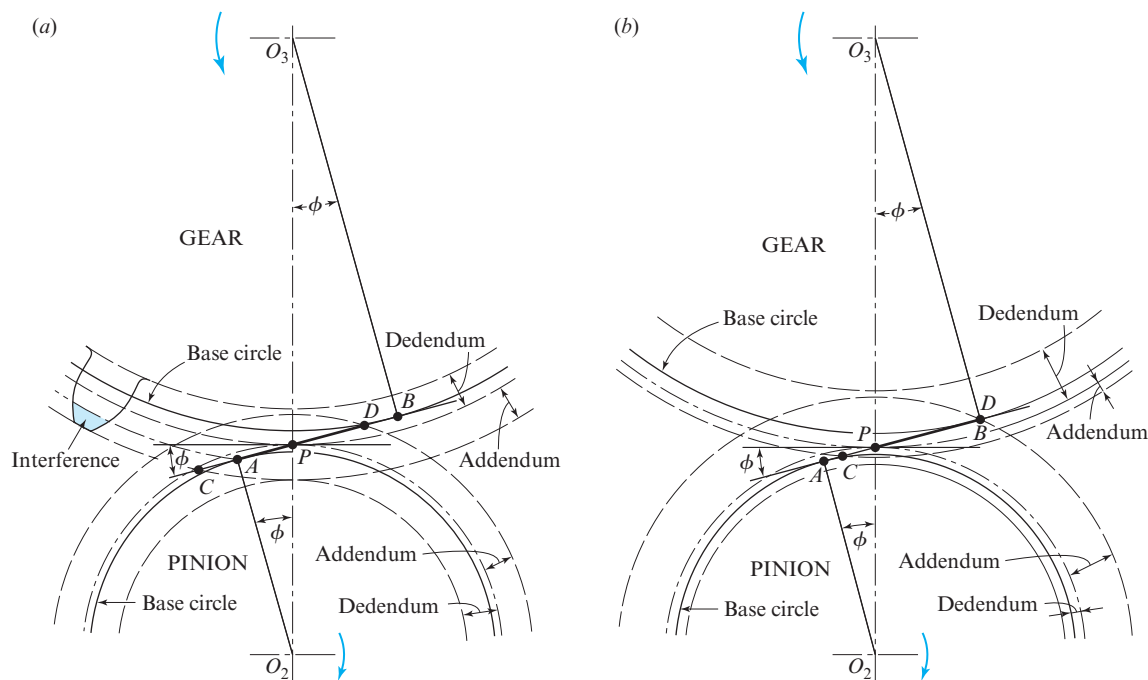 (a)
O3
ϕ
GEAR
Dedendum
Base circle
B
D
Interference
ϕ
A
P
C
Addendum
ϕ
PINION
Addendum
Base circle
Dedendum
O2
(b)
O3
ϕ
GEAR
Dedendum
Base circle
D
P
B
Addendum
ϕ
A
C
ϕ
Addendum
PINION
Base circle
Dedendum
O2